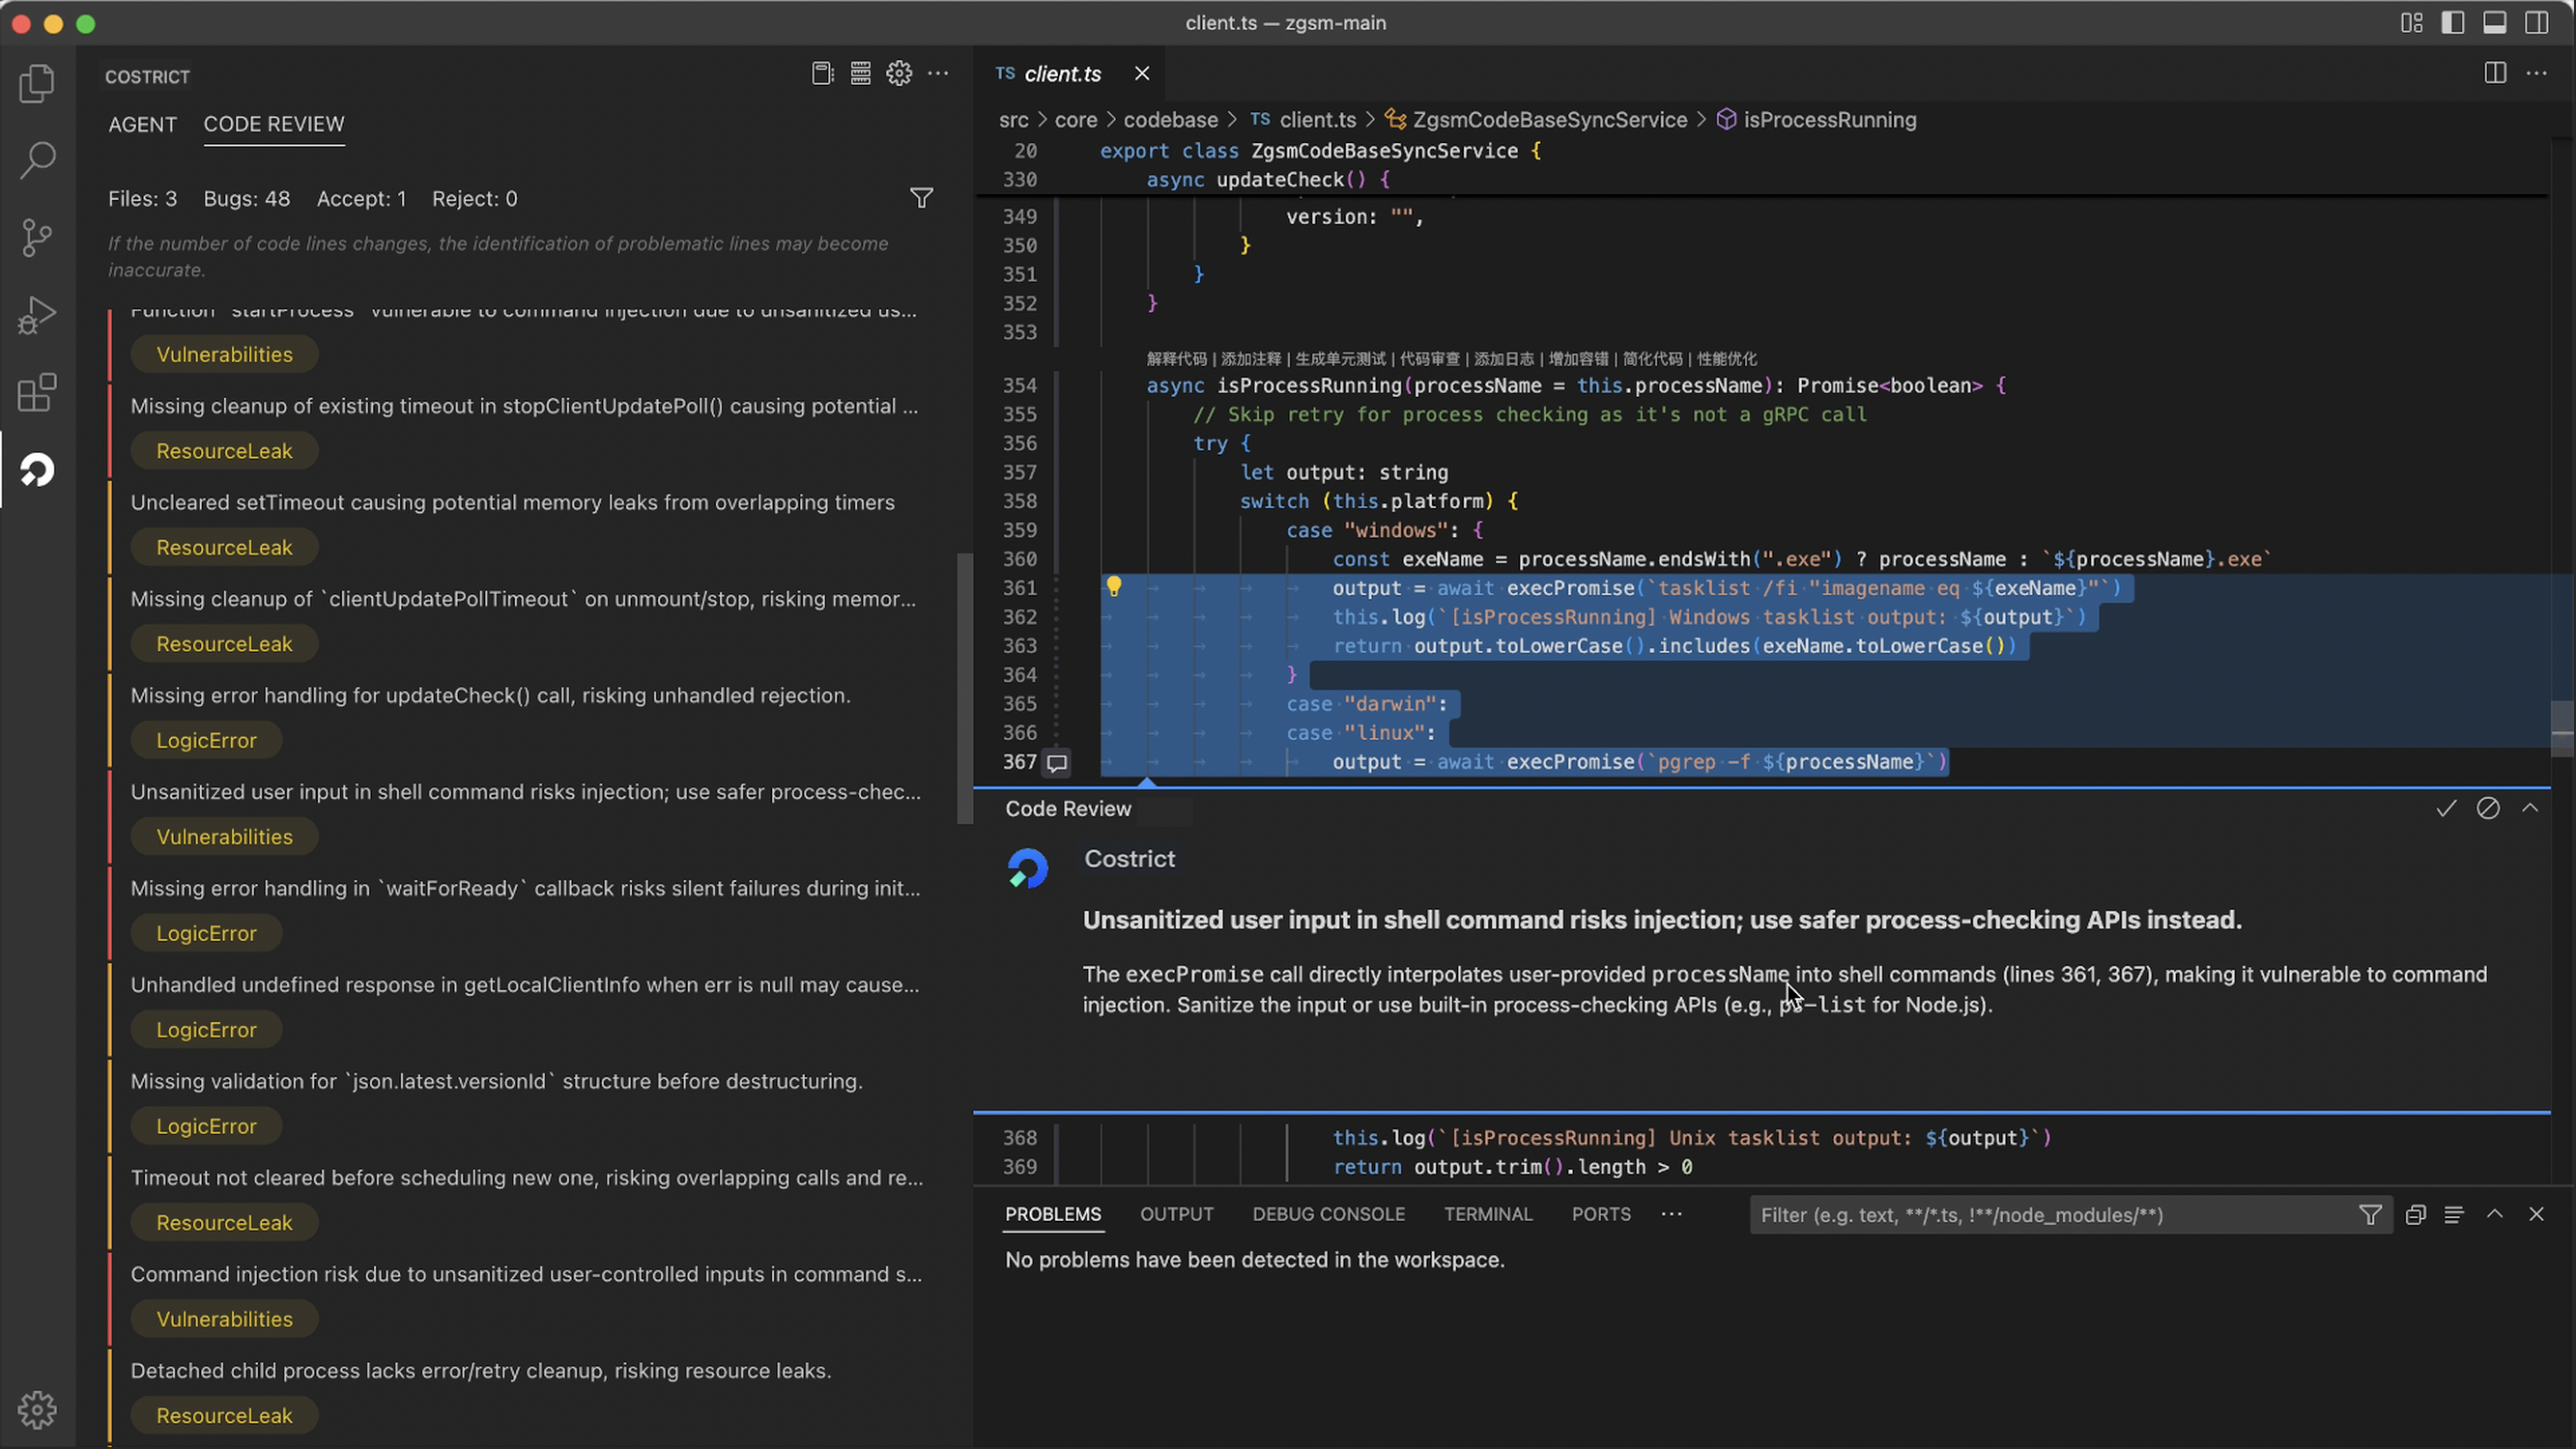 client.ts — zgsm-main
COSTRICT
AGENT CODE REVIEW
Files: 3 Bugs: 48 Accept: 1 Reject: 0
If the number of code lines changes, the identification of problematic lines may become
inaccurate.
Function `startProcess` vulnerable to command injection due to unsanitized us...
Vulnerabilities
Missing cleanup of existing timeout in stopClientUpdatePoll() causing potential ...
ResourceLeak
Uncleared setTimeout causing potential memory leaks from overlapping timers
ResourceLeak
Missing cleanup of `clientUpdatePollTimeout` on unmount/stop, risking memor...
ResourceLeak
Missing error handling for updateCheck() call, risking unhandled rejection.
LogicError
Unsanitized user input in shell command risks injection; use safer process-chec...
Vulnerabilities
Missing error handling in `waitForReady` callback risks silent failures during init...
LogicError
Unhandled undefined response in getLocalClientInfo when err is null may cause...
LogicError
Missing validation for `json.latest.versionId` structure before destructuring.
LogicError
Timeout not cleared before scheduling new one, risking overlapping calls and re...
ResourceLeak
Command injection risk due to unsanitized user-controlled inputs in command s...
Vulnerabilities
Detached child process lacks error/retry cleanup, risking resource leaks.
ResourceLeak
TS client.ts
src > core > codebase > TS client.ts > ZgsmCodeBaseSyncService > isProcessRunning
20 export class ZgsmCodeBaseSyncService {
330 async updateCheck() {
349 version: "",
350 }
351 }
352 }
353
解释代码 | 添加注释 | 生成单元测试 | 代码审查 | 添加日志 | 增加容错 | 简化代码 | 性能优化
354 async isProcessRunning(processName = this.processName): Promise<boolean> {
355 // Skip retry for process checking as it's not a gRPC call
356 try {
357 let output: string
358 switch (this.platform) {
359 case "windows": {
360 const exeName = processName.endsWith(".exe") ? processName : `${processName}.exe`
361 output = await execPromise(`tasklist /fi "imagename eq ${exeName}"`)
362 this.log(`[isProcessRunning] Windows tasklist output: ${output}`)
363 return output.toLowerCase().includes(exeName.toLowerCase())
364 }
365 case "darwin":
366 case "linux":
367 output = await execPromise(`pgrep -f ${processName}`)
Code Review
Costrict
Unsanitized user input in shell command risks injection; use safer process-checking APIs instead.
The execPromise call directly interpolates user-provided processName into shell commands (lines 361, 367), making it vulnerable to command
injection. Sanitize the input or use built-in process-checking APIs (e.g., ps-list for Node.js).
368 this.log(`[isProcessRunning] Unix tasklist output: ${output}`)
369 return output.trim().length > 0
PROBLEMS OUTPUT DEBUG CONSOLE TERMINAL PORTS
Filter (e.g. text, **/*.ts, !**/node_modules/**)
No problems have been detected in the workspace.